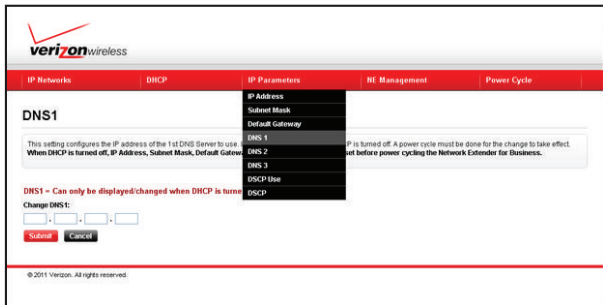 verizonwireless
IP Networks DHCP IP Parameters NE Management Power Cycle
IP Address
Subnet Mask
Default Gateway
DNS 1
DNS 2
DNS 3
DSCP Use
DSCP
DNS1
This setting configures the IP address of the 1st DNS Server to use. P is turned off. A power cycle must be done for the change to take effect.
When DHCP is turned off, IP Address, Subnet Mask, Default Gatew set before power cycling the Network Extender for Business.
DNS1 - Can only be displayed/changed when DHCP is turne
Change DNS1:
. . .
Submit Cancel
© 2011 Verizon. All rights reserved.